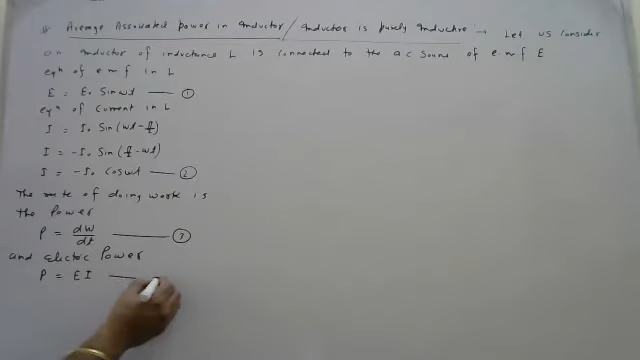 * Average Associated power in Inductor / Inductor is purely Inductive :→ Let us consider
an inductor of inductance L is connected to the ac source of e.m.f E
eqⁿ of e m f in L
E = E₀ Sinωt —— ①
eqⁿ of current in L
I = I₀ Sin(ωt - π/2)
I = -I₀ Sin(π/2 - ωt)
I = -I₀ cosωt —— ②
The rate of doing work is
the Power
P = dW/dt —— ③
and electric Power
P = EI ——